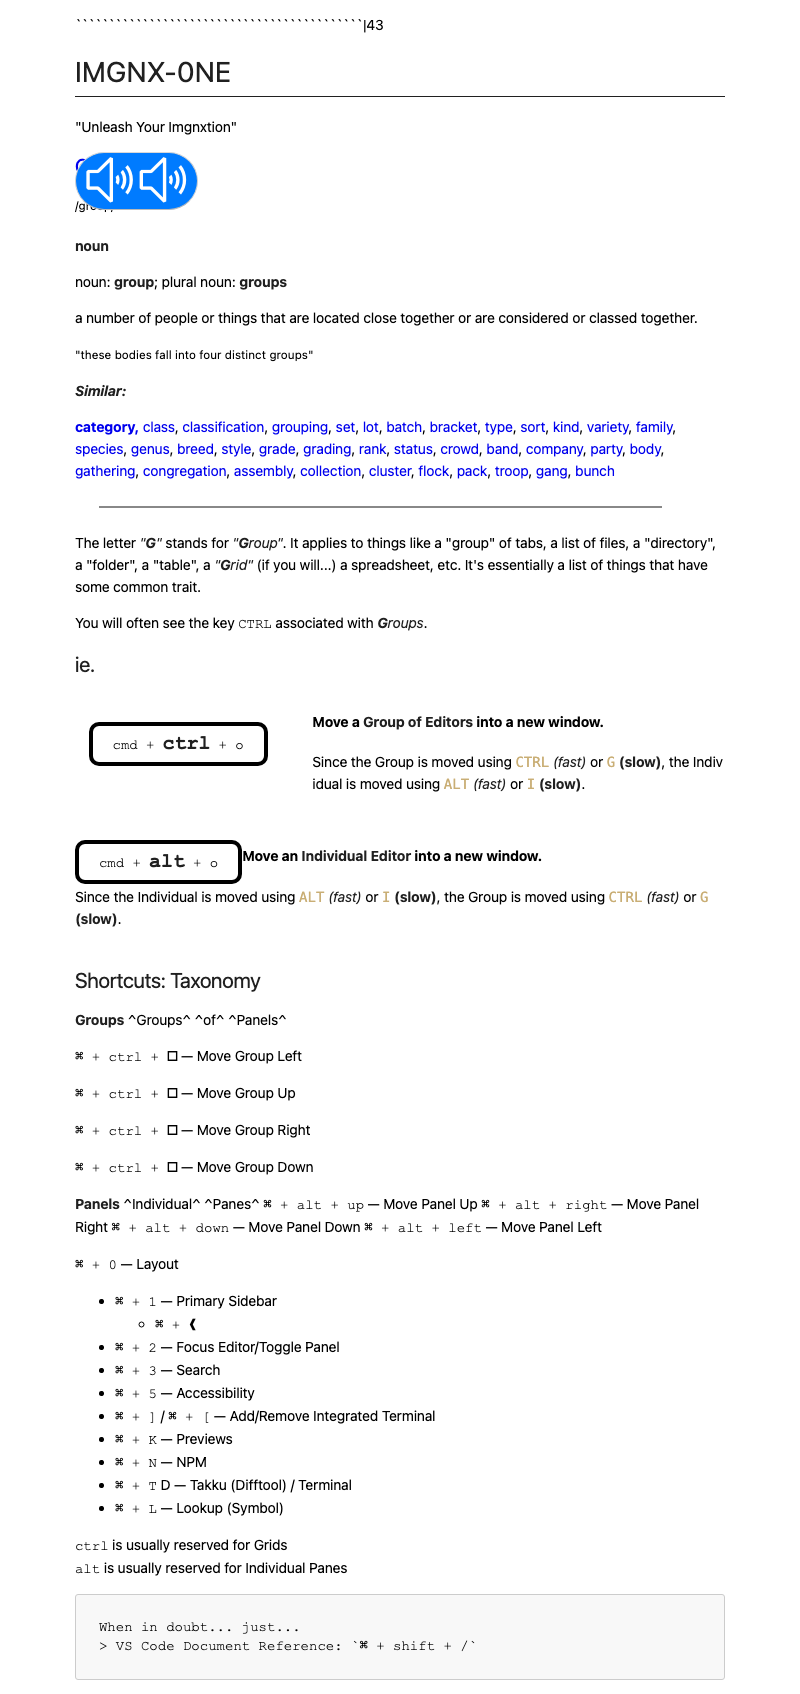 ```````````````````````````````````````````|43
IMGNX-0NE
"Unleash Your Imgnxtion"
noun
noun: group; plural noun: groups
a number of people or things that are located close together or are considered or classed together.
"these bodies fall into four distinct groups"
Similar:
category, class, classification, grouping, set, lot, batch, bracket, type, sort, kind, variety, family,
species, genus, breed, style, grade, grading, rank, status, crowd, band, company, party, body,
gathering, congregation, assembly, collection, cluster, flock, pack, troop, gang, bunch
The letter "G" stands for "Group". It applies to things like a "group" of tabs, a list of files, a "directory",
a "folder", a "table", a "Grid" (if you will...) a spreadsheet, etc. It's essentially a list of things that have
some common trait.
You will often see the key CTRL associated with Groups.
ie.
cmd + ctrl + o
Move a Group of Editors into a new window.
Since the Group is moved using CTRL (fast) or G (slow), the Indiv
idual is moved using ALT (fast) or I (slow).
cmd + alt + o Move an Individual Editor into a new window.
Since the Individual is moved using ALT (fast) or I (slow), the Group is moved using CTRL (fast) or G
(slow).
Shortcuts: Taxonomy
Groups ^Groups^ ^of^ ^Panels^
⌘ + ctrl + □ — Move Group Left
⌘ + ctrl + □ — Move Group Up
⌘ + ctrl + □ — Move Group Right
⌘ + ctrl + □ — Move Group Down
Panels ^Individual^ ^Panes^ ⌘ + alt + up — Move Panel Up ⌘ + alt + right — Move Panel
Right ⌘ + alt + down — Move Panel Down ⌘ + alt + left — Move Panel Left
⌘ + 0 — Layout
• ⌘ + 1 — Primary Sidebar
◦ ⌘ + ❰
• ⌘ + 2 — Focus Editor/Toggle Panel
• ⌘ + 3 — Search
• ⌘ + 5 — Accessibility
• ⌘ + ] / ⌘ + [ — Add/Remove Integrated Terminal
• ⌘ + K — Previews
• ⌘ + N — NPM
• ⌘ + T D — Takku (Difftool) / Terminal
• ⌘ + L — Lookup (Symbol)
ctrl is usually reserved for Grids
alt is usually reserved for Individual Panes
When in doubt... just...
> VS Code Document Reference: `⌘ + shift + /`